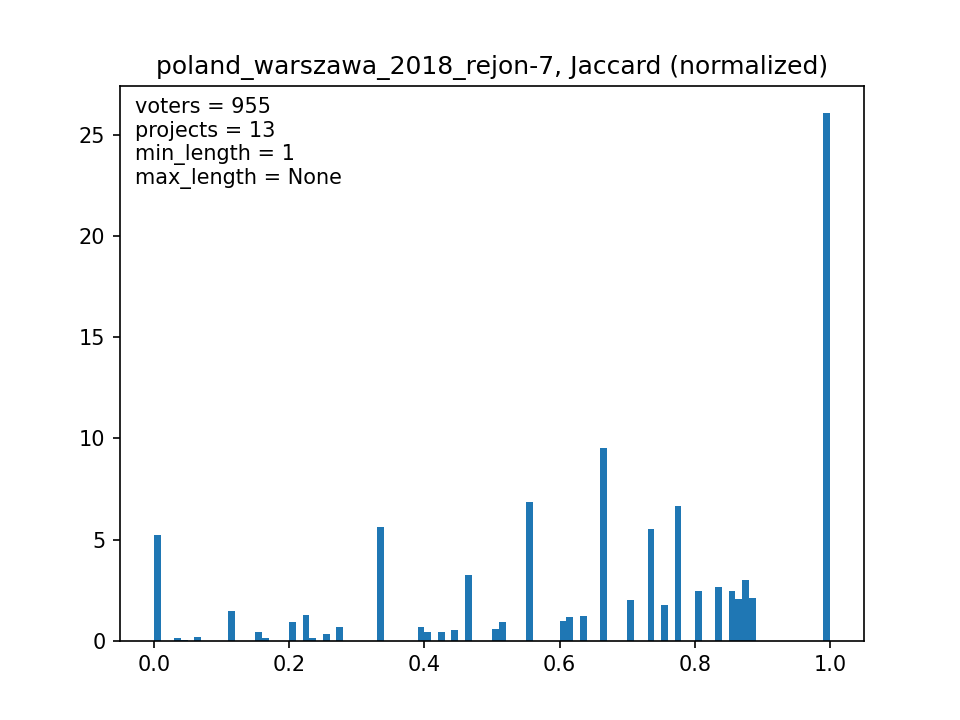 poland_warszawa_2018_rejon-7, Jaccard (normalized)
voters = 955
projects = 13
min_length = 1
max_length = None
25
20
15
10
5
0
0.0 0.2 0.4 0.6 0.8 1.0